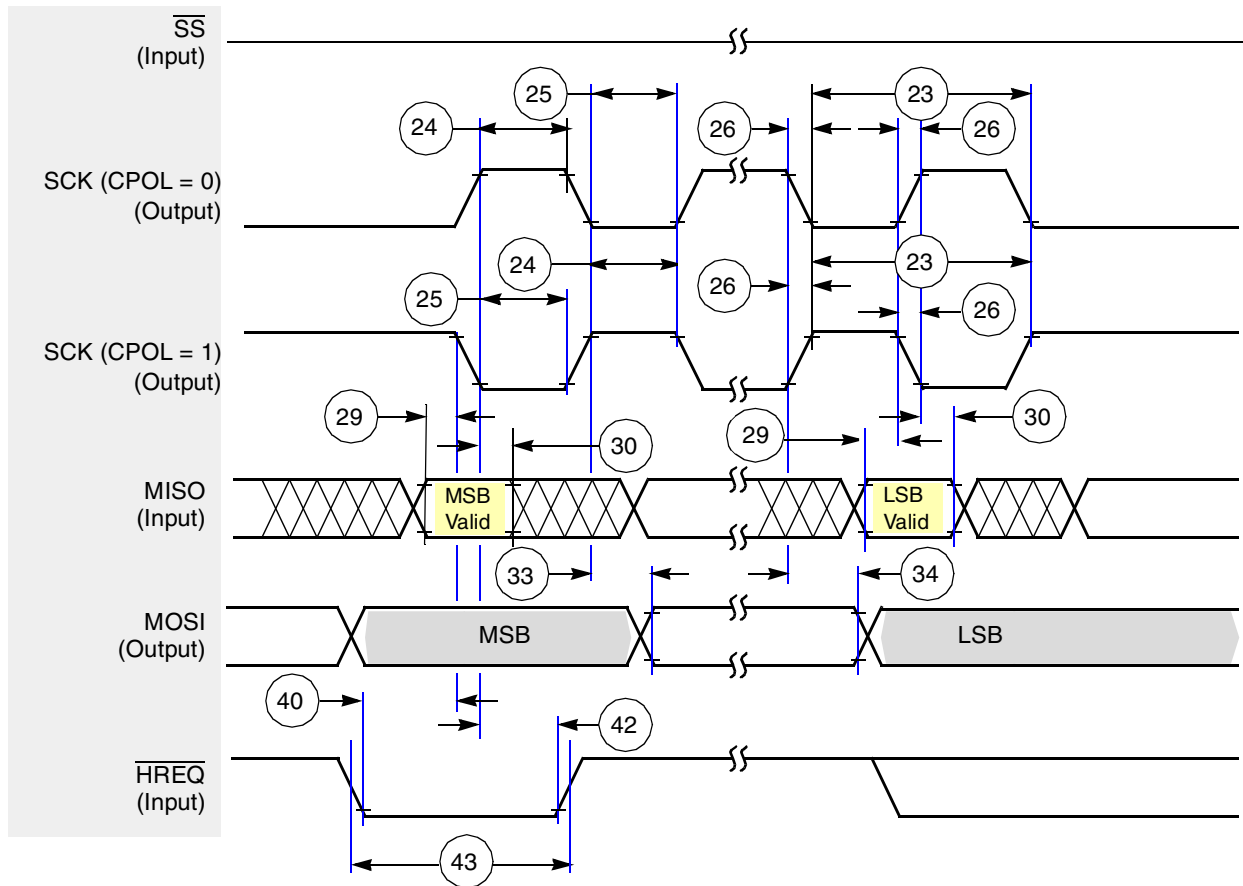 SS
(Input)
25
23
24
26
26
SCK (CPOL = 0)
(Output)
24
23
25
26
26
SCK (CPOL = 1)
(Output)
29
30
29
30
MISO
(Input)
MSB
Valid
LSB
Valid
33
34
MOSI
(Output)
MSB
LSB
40
42
HREQ
(Input)
43